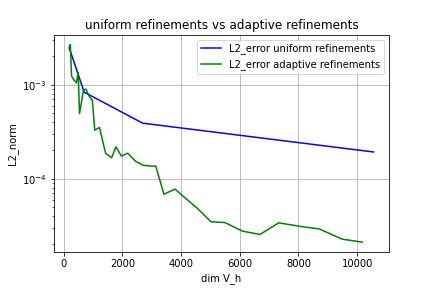 uniform refinements vs adaptive refinements
L2_error uniform refinements
L2_error adaptive refinements
L2_norm
10⁻³
10⁻⁴
0 2000 4000 6000 8000 10000
dim V_h